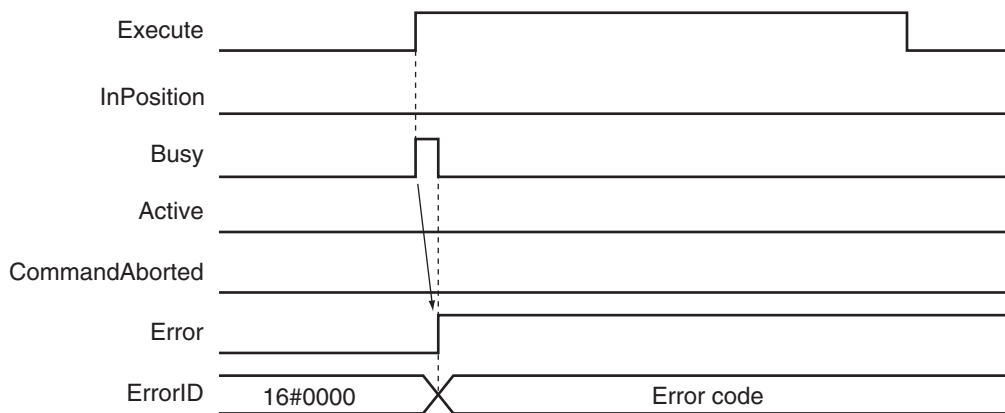 Execute
InPosition
Busy
Active
CommandAborted
Error
ErrorID 16#0000 Error code